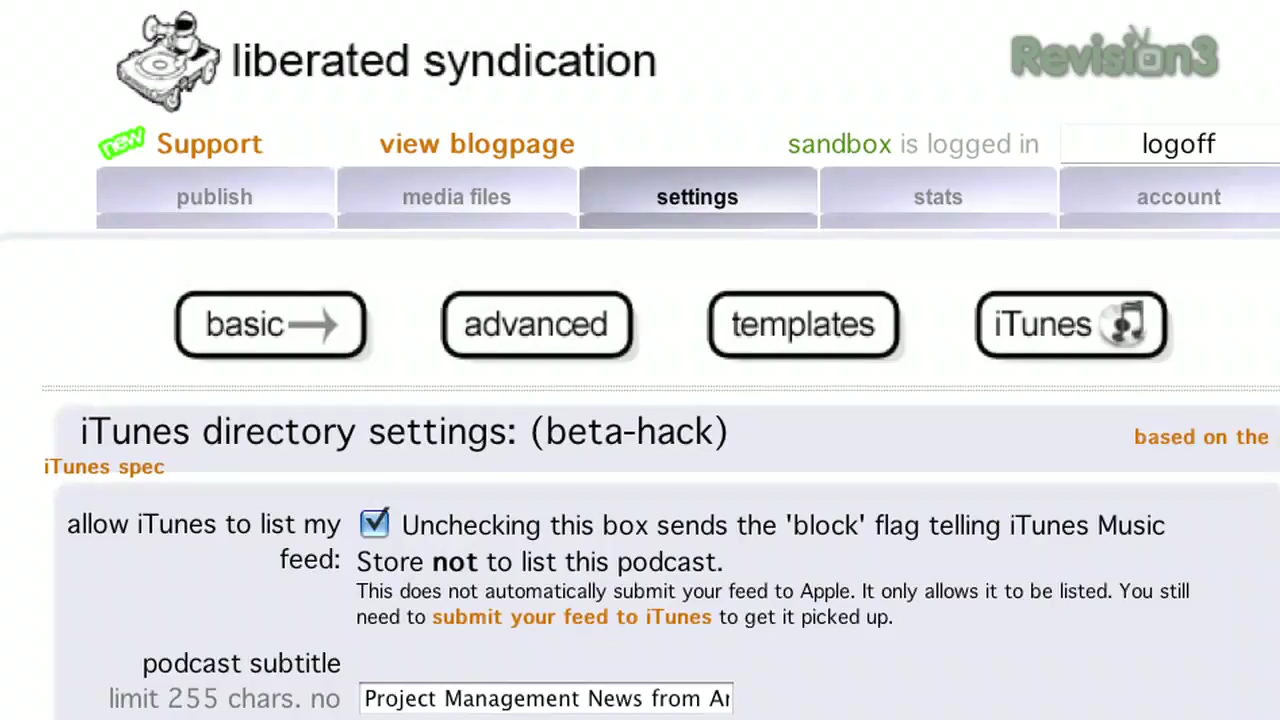 liberated syndication
Revision3
new Support view blogpage sandbox is logged in logoff
publish media files settings stats account
basic advanced templates iTunes
iTunes directory settings: (beta-hack) based on the
iTunes spec
allow iTunes to list my Unchecking this box sends the 'block' flag telling iTunes Music
feed: Store not to list this podcast.
This does not automatically submit your feed to Apple. It only allows it to be listed. You still
need to submit your feed to iTunes to get it picked up.
podcast subtitle
limit 255 chars. no Project Management News from